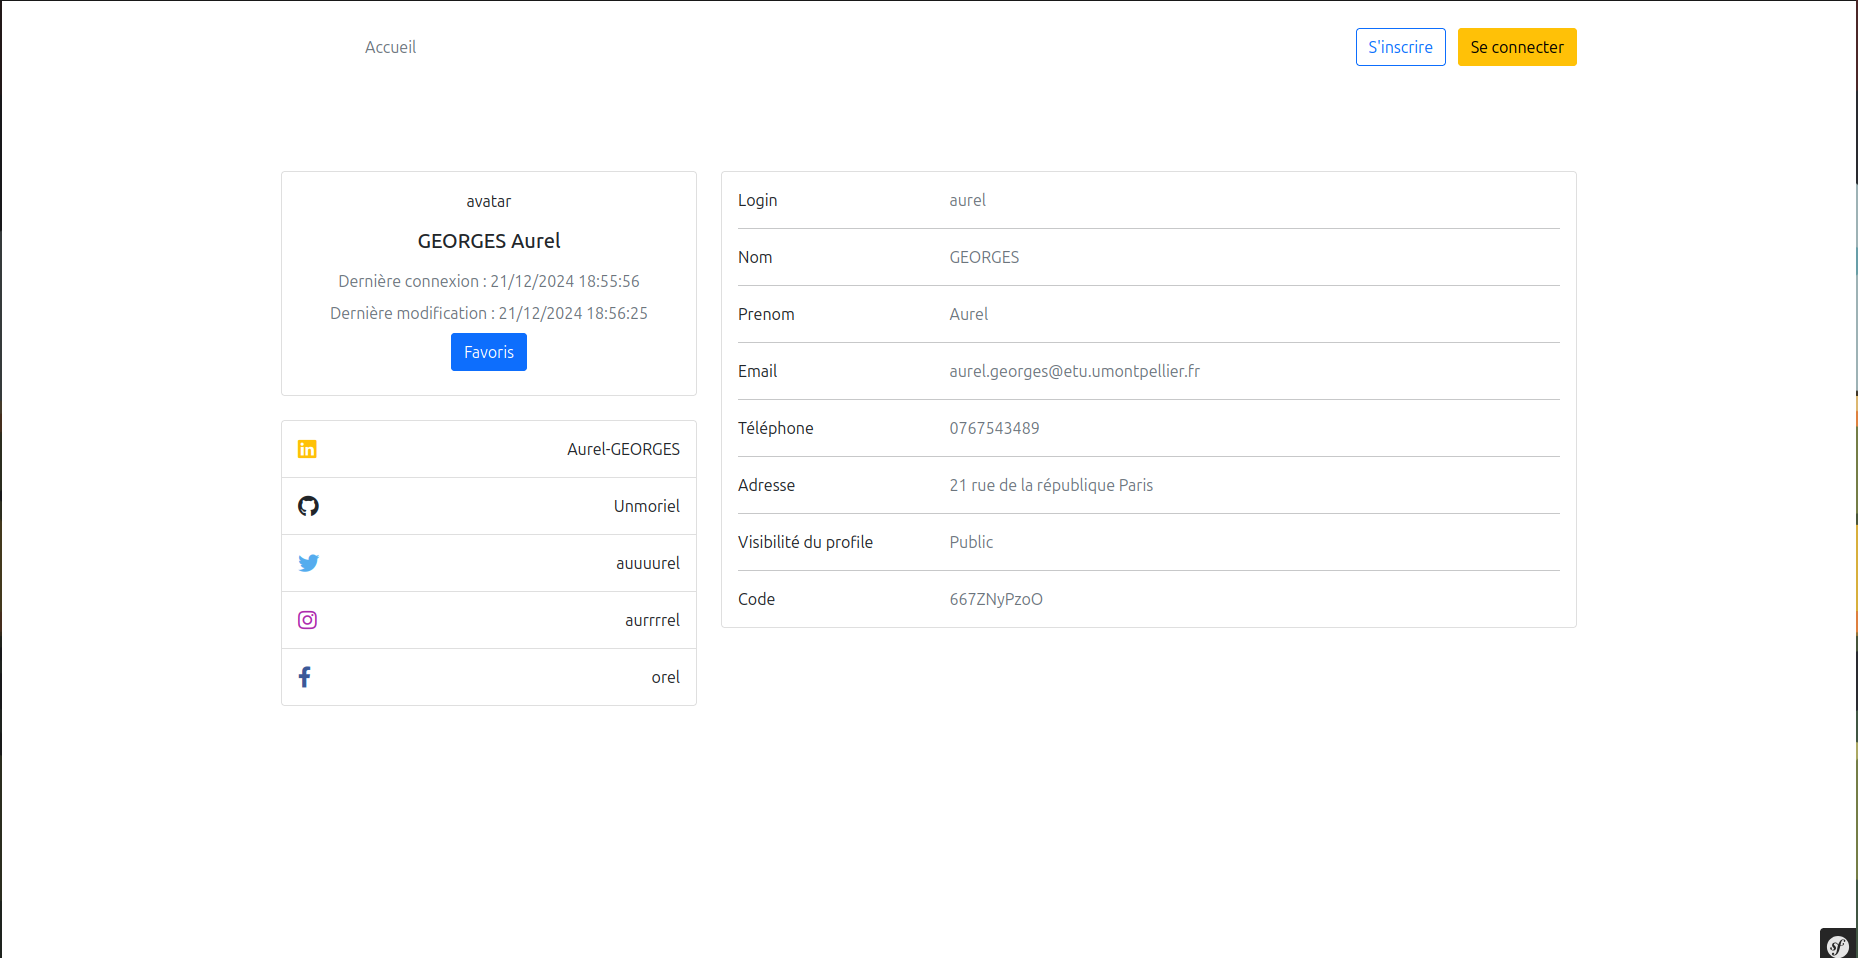 Accueil
S'inscrire
Se connecter
avatar
GEORGES Aurel
Dernière connexion : 21/12/2024 18:55:56
Dernière modification : 21/12/2024 18:56:25
Favoris
Aurel-GEORGES
Unmoriel
auuuurel
aurrrrel
orel
Login aurel
Nom GEORGES
Prenom Aurel
Email aurel.georges@etu.umontpellier.fr
Téléphone 0767543489
Adresse 21 rue de la république Paris
Visibilité du profile Public
Code 667ZNyPzoO